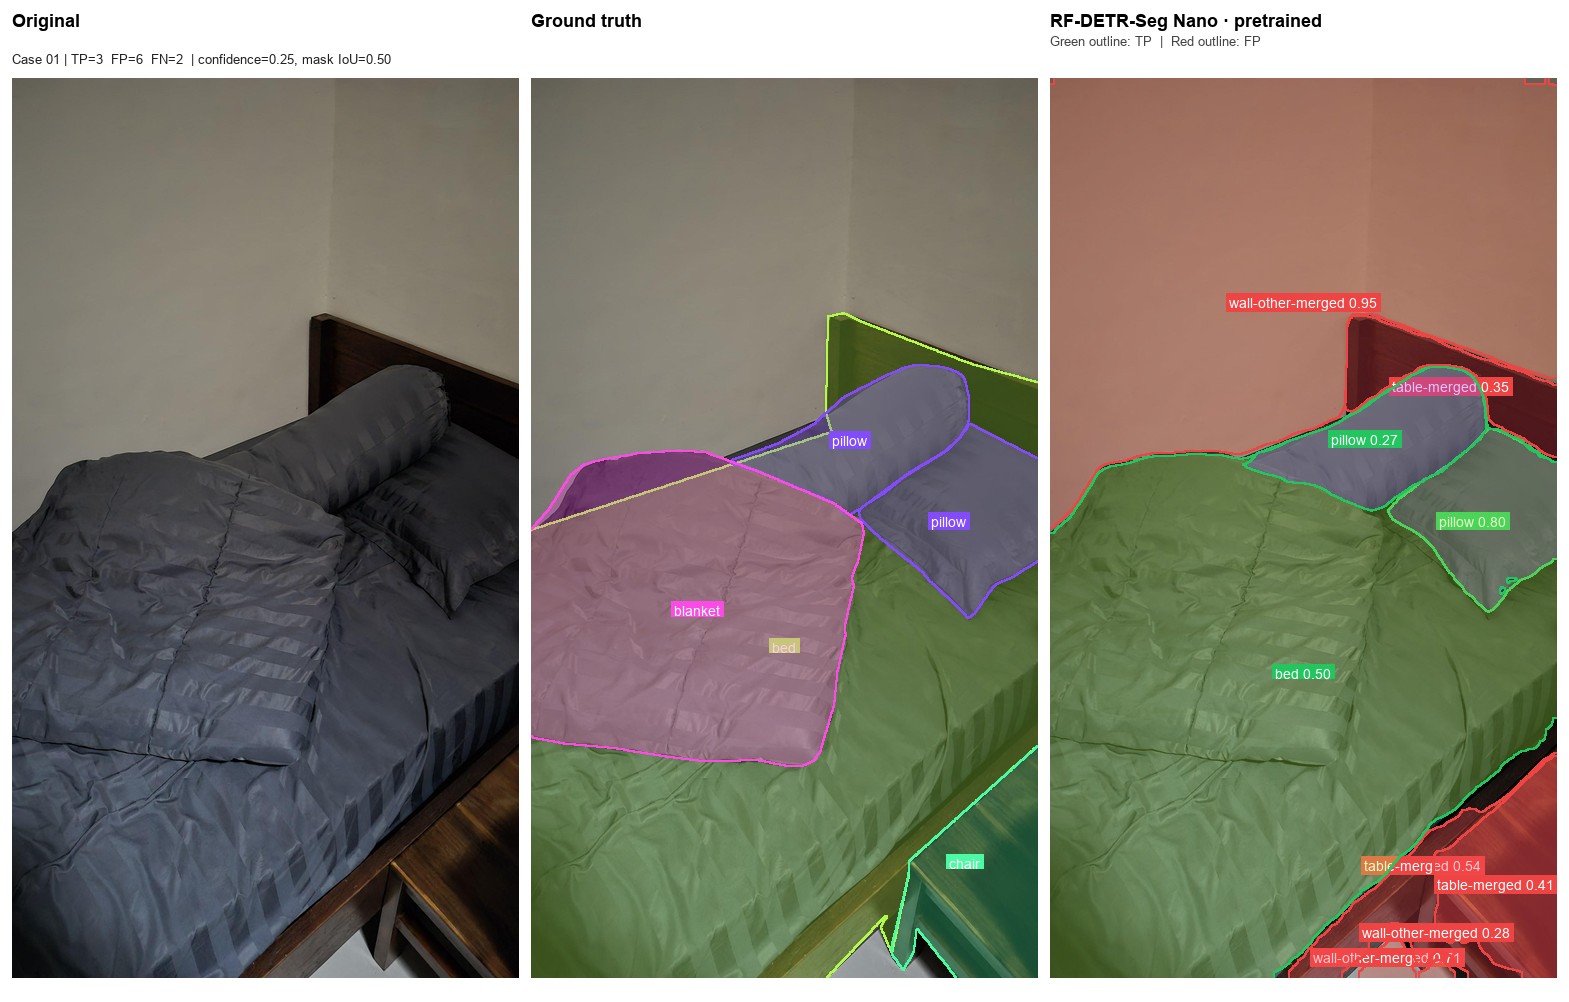 Original
Ground truth
RF-DETR-Seg Nano · pretrained
Green outline: TP | Red outline: FP
Case 01 | TP=3 FP=6 FN=2 | confidence=0.25, mask IoU=0.50
pillow
pillow
blanket
bed
chair
wall-other-merged 0.95
table-merged 0.35
pillow 0.27
pillow 0.80
bed 0.50
table-merged 0.54
table-merged 0.41
wall-other-merged 0.28
wall-other-merged 0.71